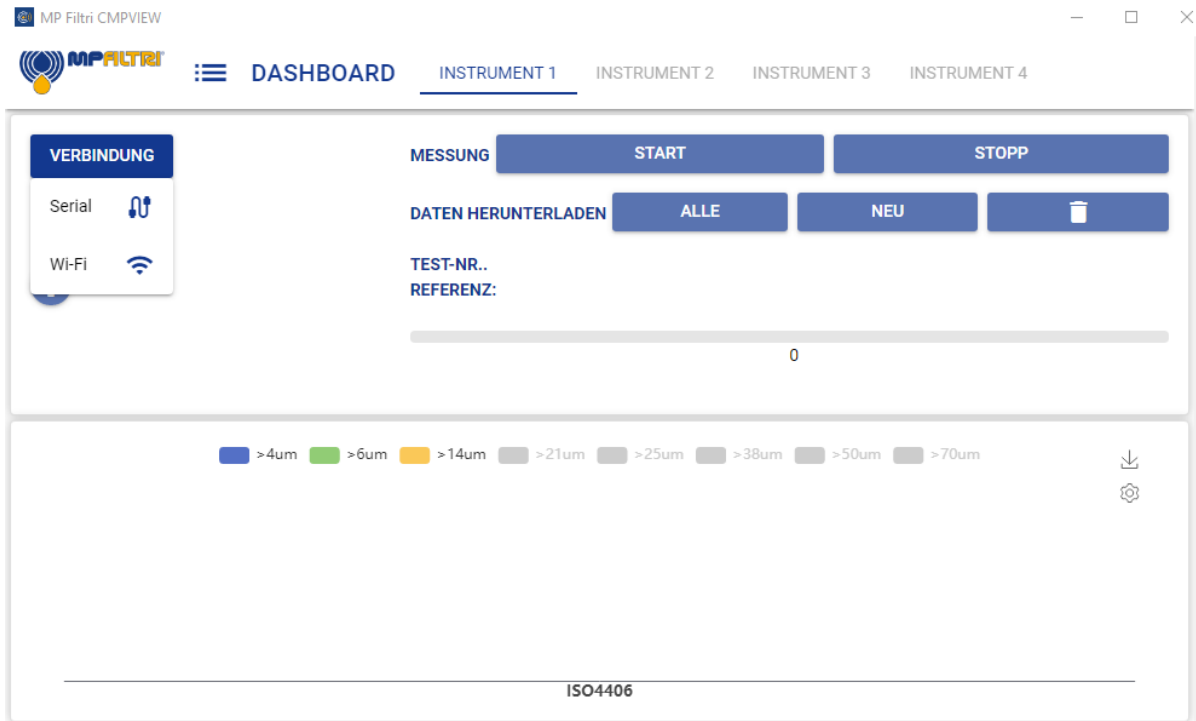 MP Filtri CMPVIEW
MPFILTRI
DASHBOARD INSTRUMENT 1 INSTRUMENT 2 INSTRUMENT 3 INSTRUMENT 4
VERBINDUNG
Serial
Wi-Fi
MESSUNG START STOPP
DATEN HERUNTERLADEN ALLE NEU
TEST-NR..
REFERENZ:
0
>4um >6um >14um >21um >25um >38um >50um >70um
ISO4406